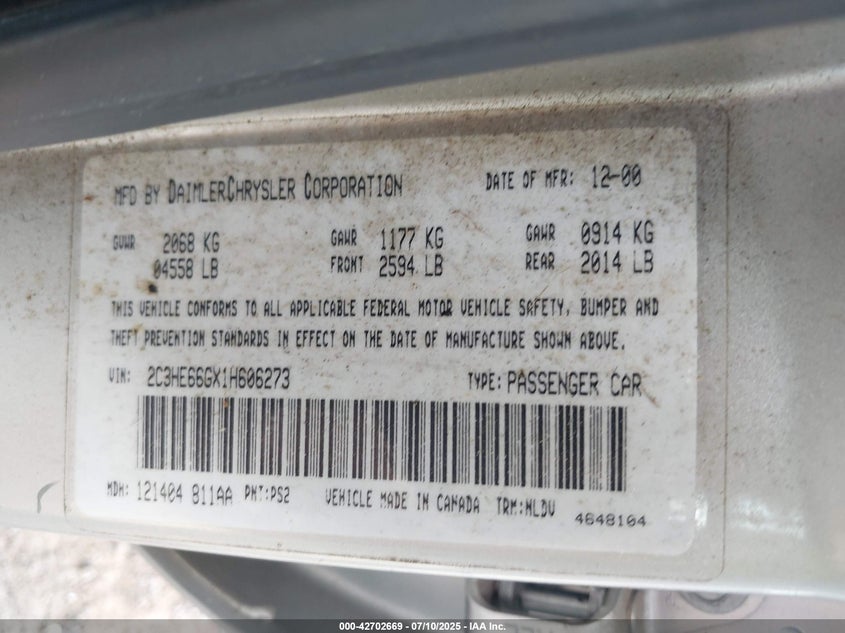 MFD BY DAIMLERCHRYSLER CORPORATION DATE OF MFR: 12-00
GVWR 2068 KG GAWR 1177 KG GAWR 0914 KG
04558 LB FRONT 2594 LB REAR 2014 LB
THIS VEHICLE CONFORMS TO ALL APPLICABLE FEDERAL MOTOR VEHICLE SAFETY, BUMPER AND
THEFT PREVENTION STANDARDS IN EFFECT ON THE DATE OF MANUFACTURE SHOWN ABOVE.
VIN: 2C3HE66GX1H606273 TYPE: PASSENGER CAR
MDH: 121404 811AA PNT:PS2 VEHICLE MADE IN CANADA TRM:WLDV
4648104
000-42702669 - 07/10/2025 - IAA Inc.